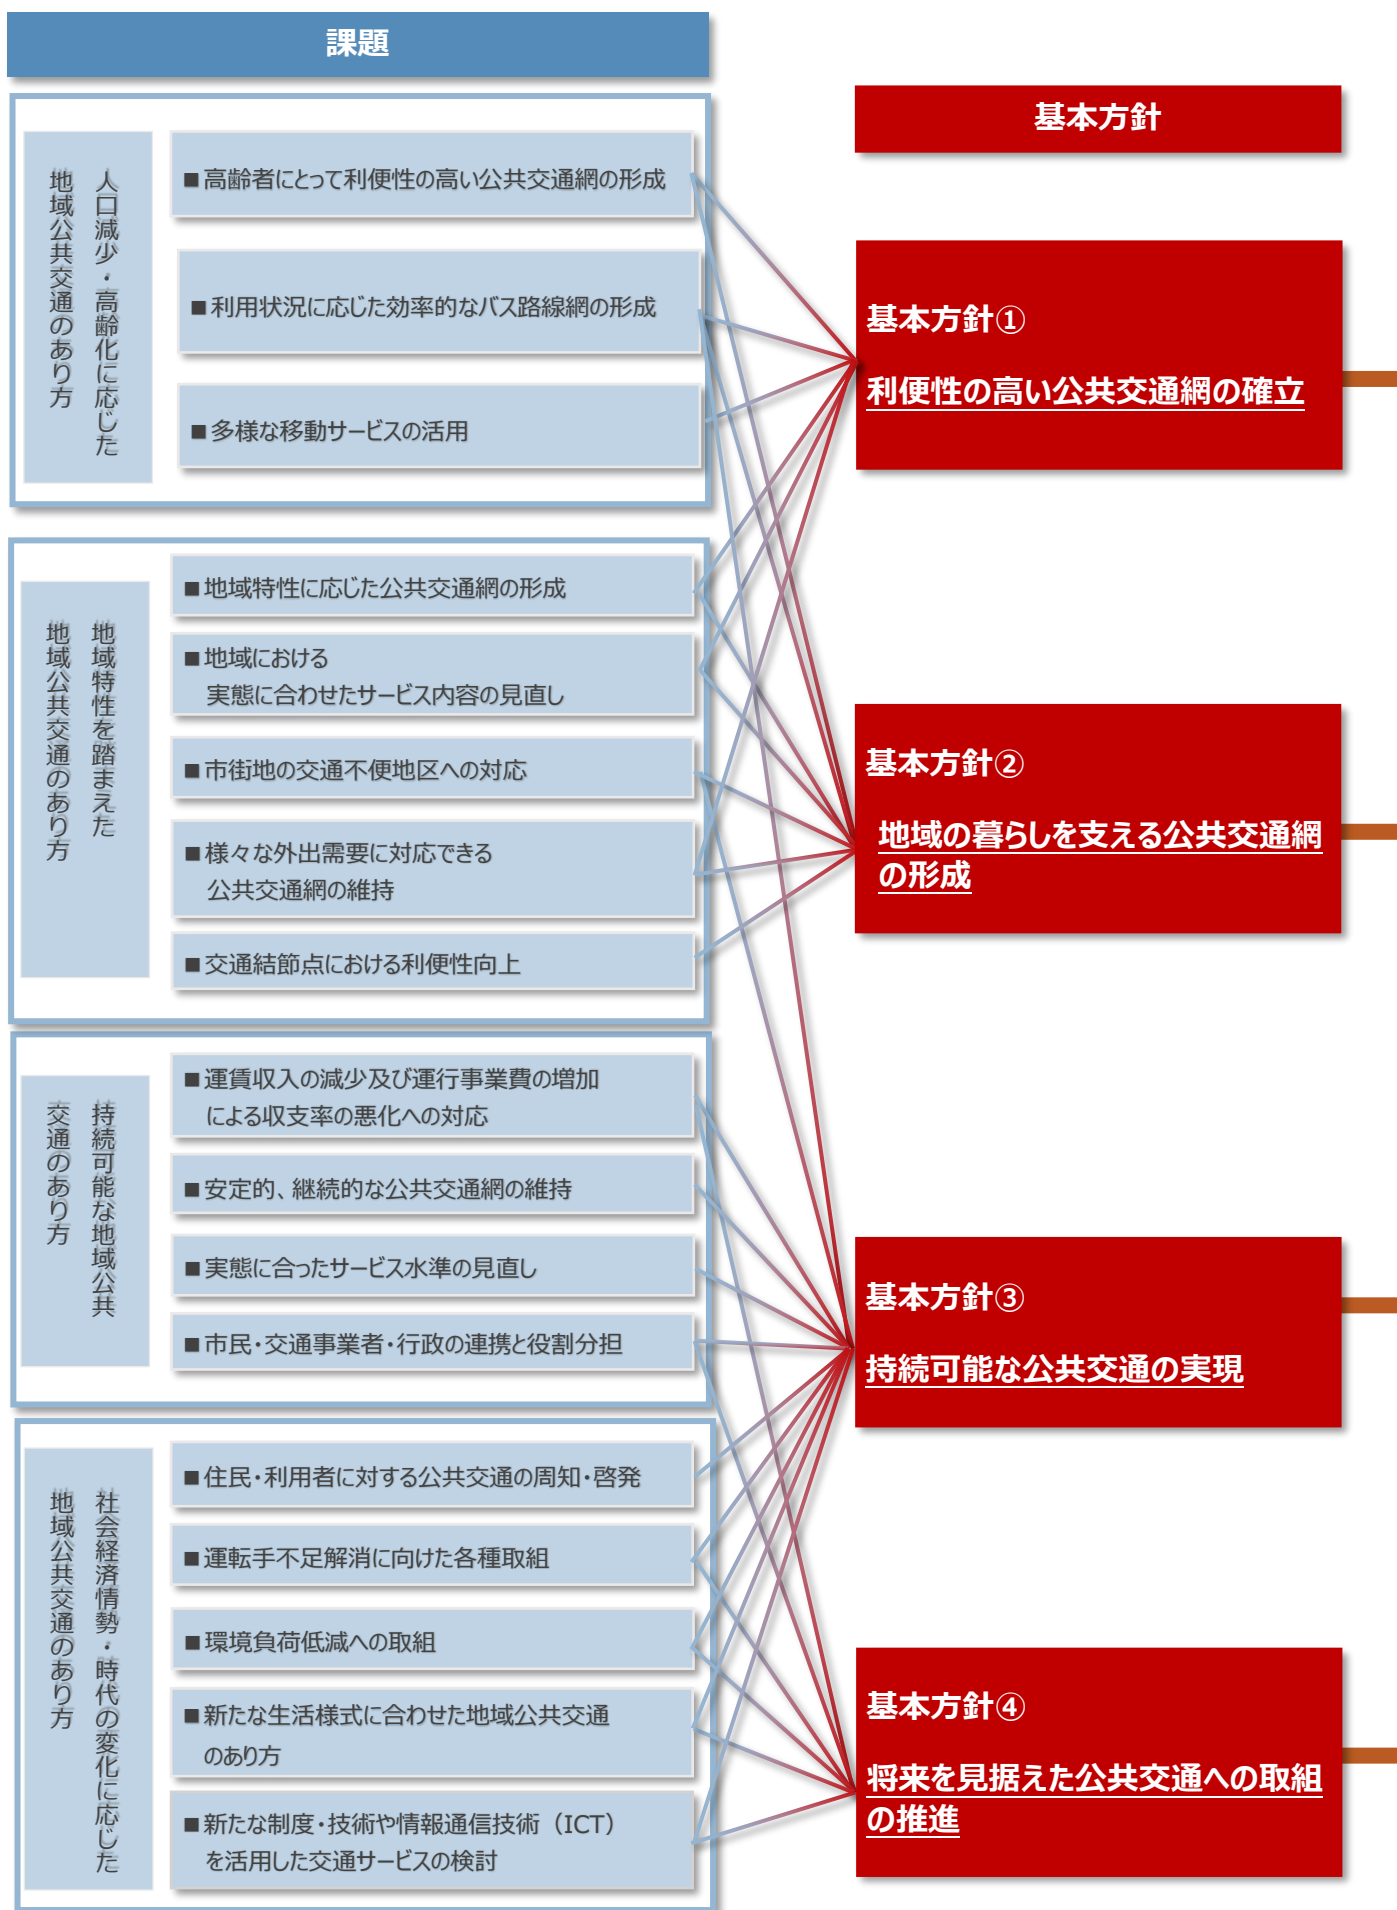 課題
人口減少・高齢化に応じた
地域公共交通のあり方
■高齢者にとって利便性の高い公共交通網の形成
■利用状況に応じた効率的なバス路線網の形成
■多様な移動サービスの活用
地域特性を踏まえた
地域公共交通のあり方
■地域特性に応じた公共交通網の形成
■地域における
実態に合わせたサービス内容の見直し
■市街地の交通不便地区への対応
■様々な外出需要に対応できる
公共交通網の維持
■交通結節点における利便性向上
持続可能な地域公共
交通のあり方
■運賃収入の減少及び運行事業費の増加
による収支率の悪化への対応
■安定的、継続的な公共交通網の維持
■実態に合ったサービス水準の見直し
■市民・交通事業者・行政の連携と役割分担
社会経済情勢・時代の変化に応じた
地域公共交通のあり方
■住民・利用者に対する公共交通の周知・啓発
■運転手不足解消に向けた各種取組
■環境負荷低減への取組
■新たな生活様式に合わせた地域公共交通
のあり方
■新たな制度・技術や情報通信技術（ICT）
を活用した交通サービスの検討
基本方針
基本方針①
利便性の高い公共交通網の確立
基本方針②
地域の暮らしを支える公共交通網
の形成
基本方針③
持続可能な公共交通の実現
基本方針④
将来を見据えた公共交通への取組
の推進